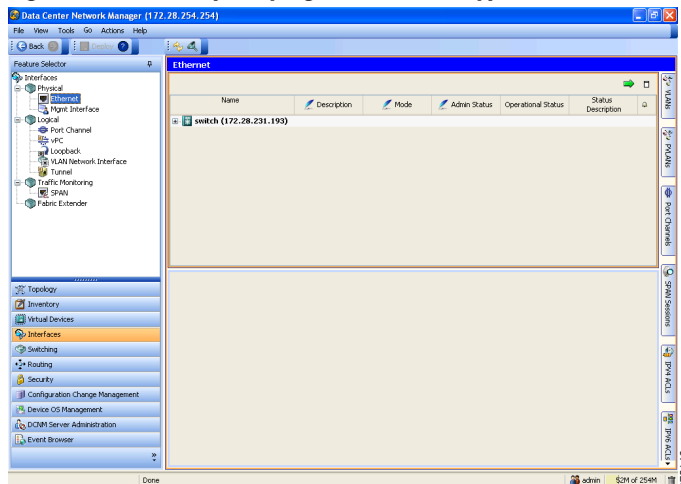 Data Center Network Manager (172.28.254.254)
File View Tools Go Actions Help
Back Deploy
Feature Selector
Ethernet
Interfaces
Physical
Ethernet
Mgmt Interface
Logical
Port Channel
vPC
Loopback
VLAN Network Interface
Tunnel
Traffic Monitoring
SPAN
Fabric Extender
Name Description Mode Admin Status Operational Status Status Description
switch (172.28.231.193)
VLANs
PVLANs
Port Channels
SPAN Sessions
IPV4 ACLs
IPV6 ACLs
Topology
Inventory
Virtual Devices
Interfaces
Switching
Routing
Security
Configuration Change Management
Device OS Management
DCNM Server Administration
Event Browser
Done
admin 52M of 254M